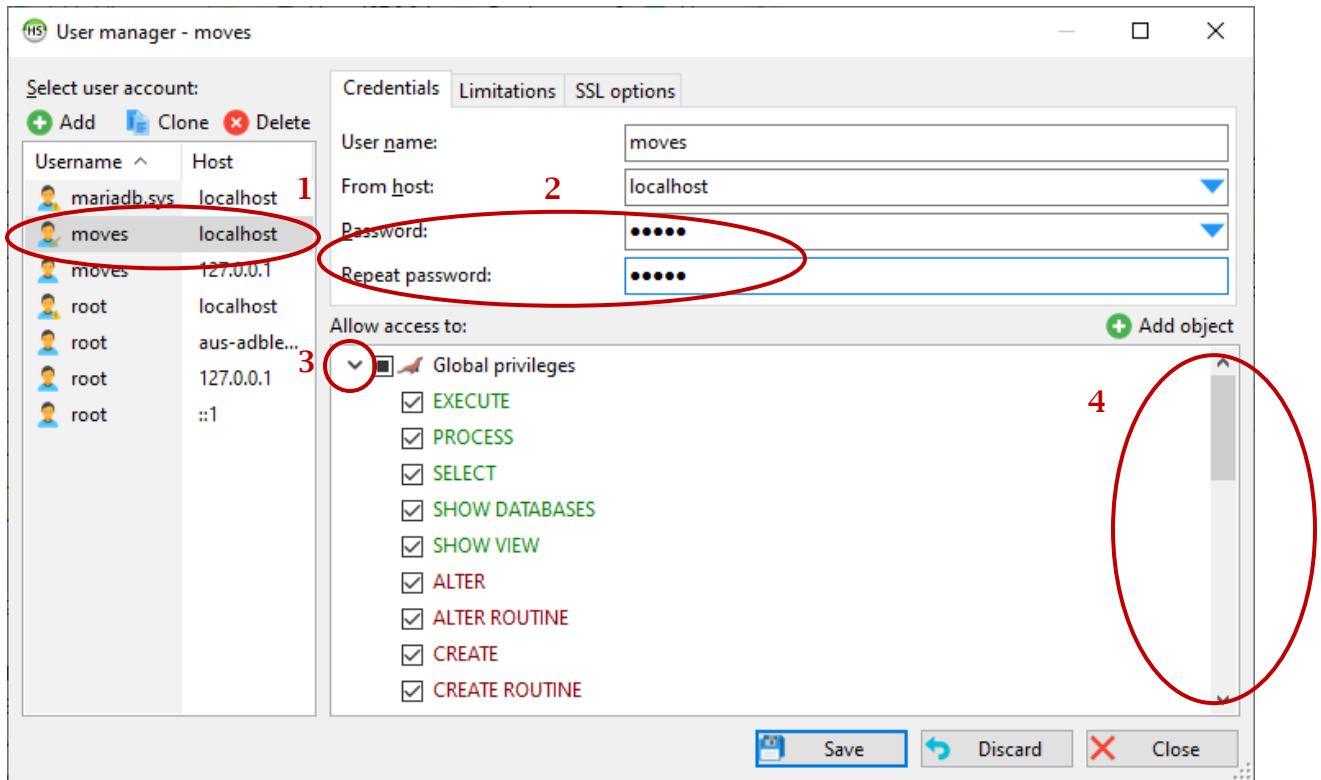 HS User manager - moves
Select user account:
Add Clone Delete
Username Host
mariadb.sys localhost
moves localhost
moves 127.0.0.1
root localhost
root aus-adble...
root 127.0.0.1
root ::1
1
Credentials Limitations SSL options
User name: moves
From host: localhost
2
Password: •••••
Repeat password: •••••
Allow access to: Add object
3
Global privileges
EXECUTE
PROCESS
SELECT
SHOW DATABASES
SHOW VIEW
ALTER
ALTER ROUTINE
CREATE
CREATE ROUTINE
4
Save Discard Close